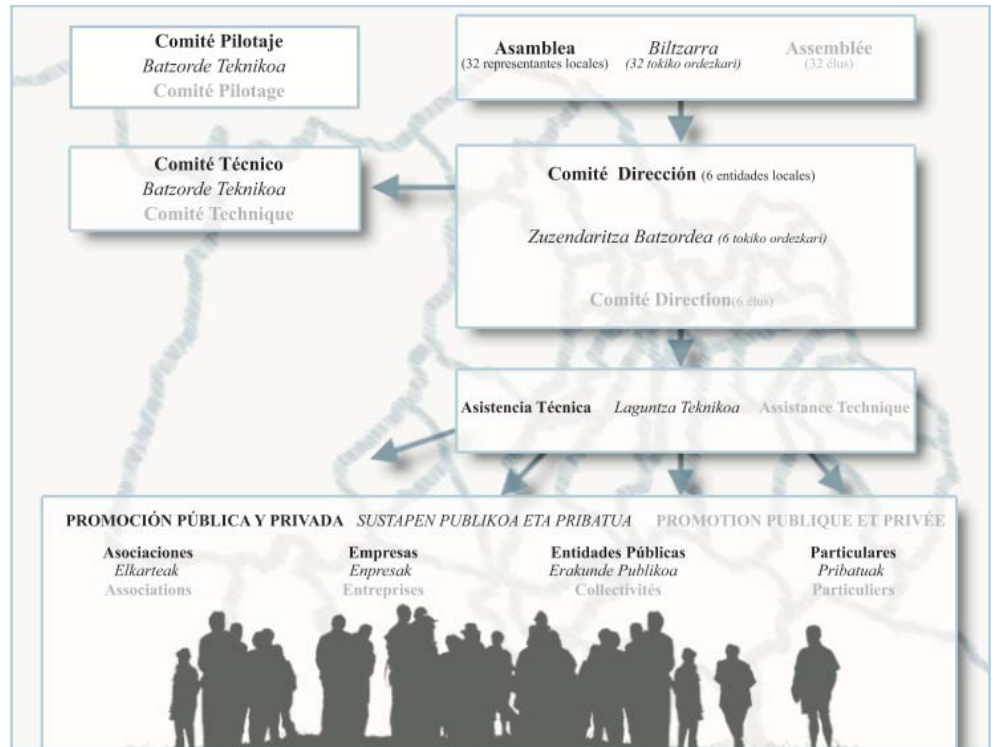 Comité Pilotaje
Batzorde Teknikoa
Comité Pilotage
Asamblea Biltzarra Assemblée
(32 representantes locales) (32 tokiko ordezkari) (32 élus)
Comité Técnico
Batzorde Teknikoa
Comité Technique
Comité Dirección (6 entidades locales)
Zuzendaritza Batzordea (6 tokiko ordezkari)
Comité Direction(6 élus)
Asistencia Técnica Laguntza Teknikoa Assistance Technique
PROMOCIÓN PÚBLICA Y PRIVADA SUSTAPEN PUBLIKOA ETA PRIBATUA PROMOTION PUBLIQUE ET PRIVÉE
Asociaciones Empresas Entidades Públicas Particulares
Elkarteak Enpresak Erakunde Publikoa Pribatuak
Associations Entreprises Collectivités Particuliers